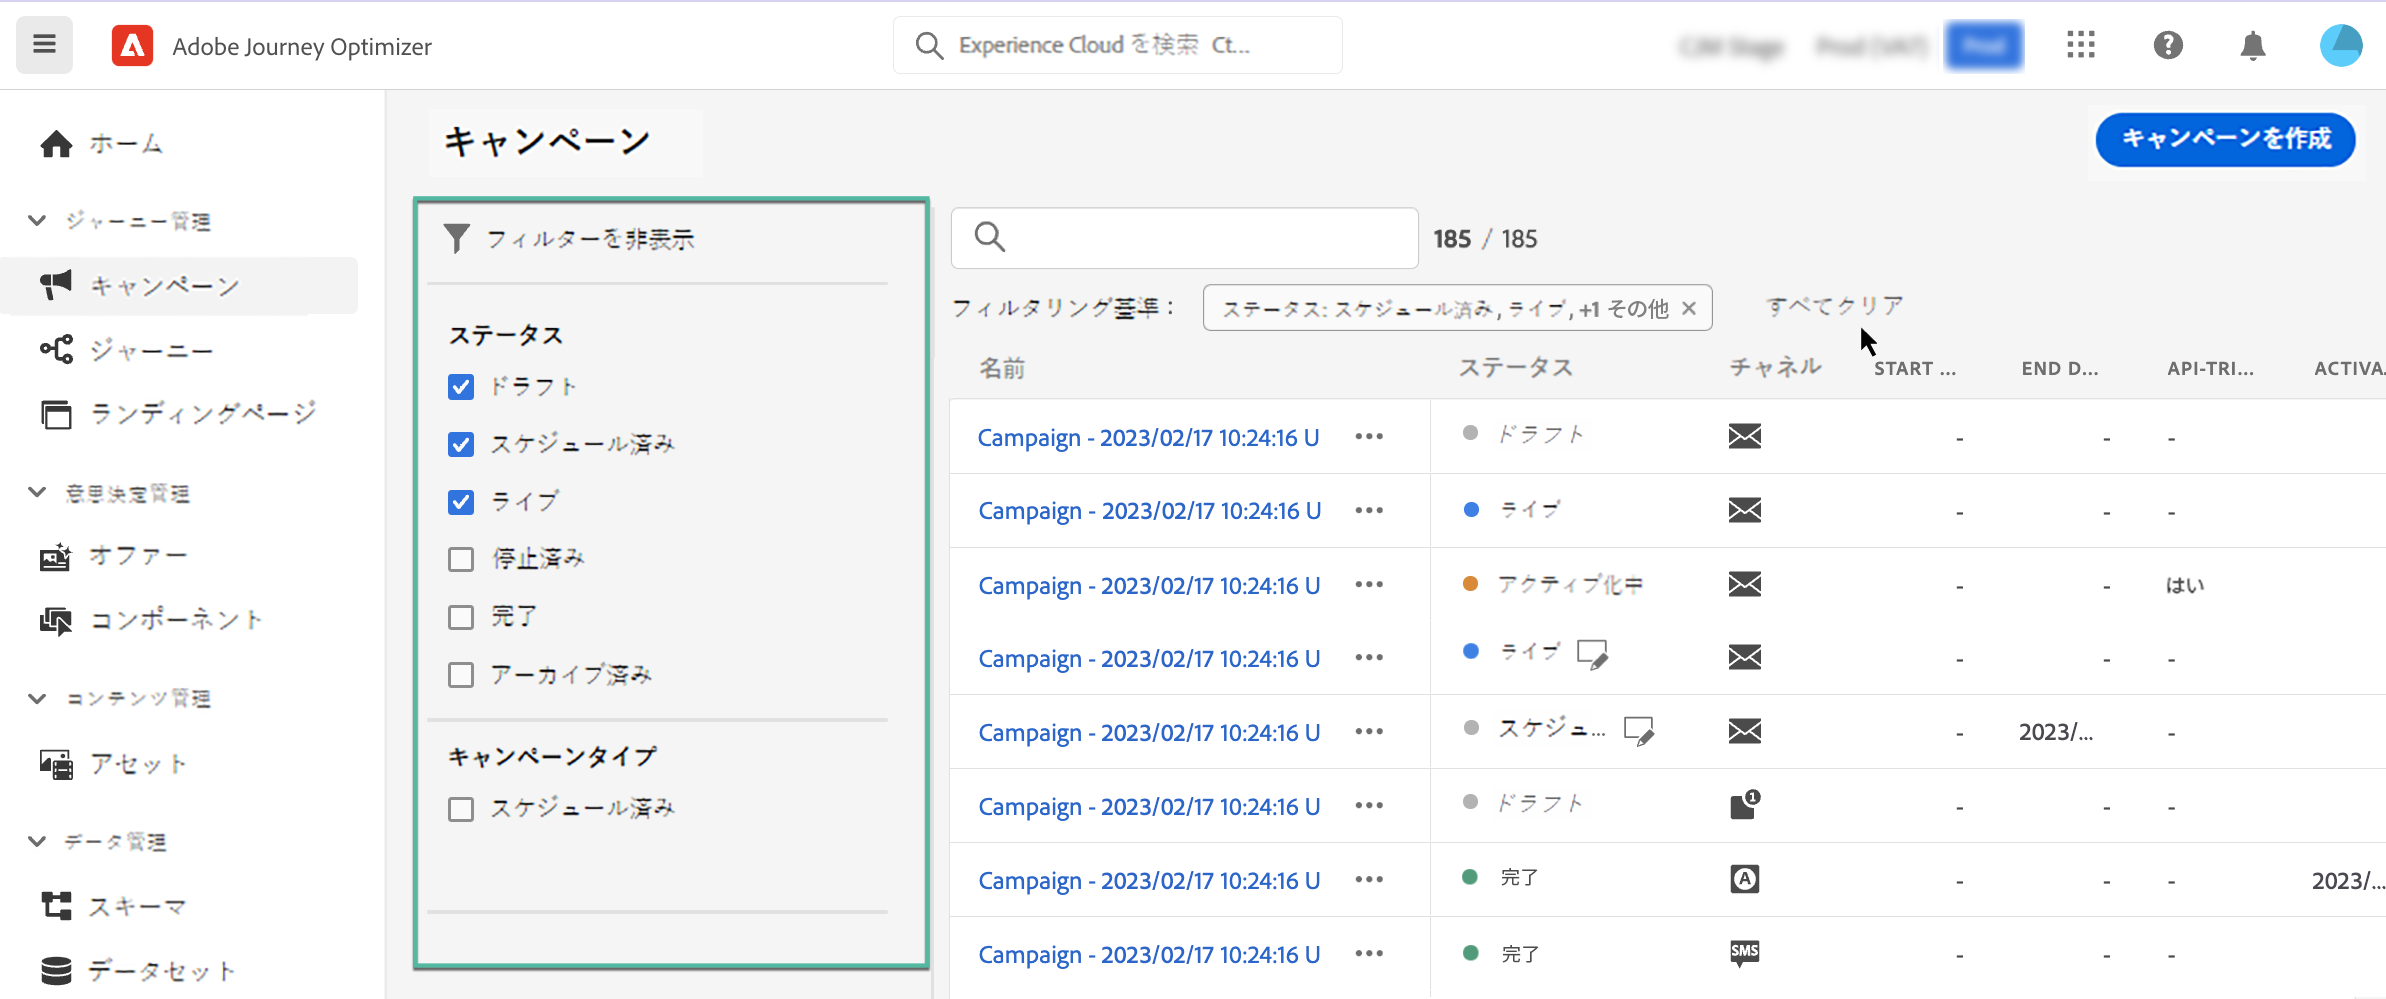 Adobe Journey Optimizer
Experience Cloud を検索 Ct...
ホーム
ジャーニー管理
キャンペーン
ジャーニー
ランディングページ
意思決定管理
オファー
コンポーネント
コンテンツ管理
アセット
データ管理
スキーマ
データセット
キャンペーン
キャンペーンを作成
フィルターを非表示
ステータス
ドラフト
スケジュール済み
ライブ
停止済み
完了
アーカイブ済み
キャンペーンタイプ
スケジュール済み
185 / 185
フィルタリング基準： ステータス: スケジュール済み, ライブ, +1 その他 すべてクリア
名前 ステータス チャネル START ... END D... API-TRI... ACTIVA
Campaign - 2023/02/17 10:24:16 U ドラフト - - -
Campaign - 2023/02/17 10:24:16 U ライブ - - -
Campaign - 2023/02/17 10:24:16 U アクティブ化中 - - はい
Campaign - 2023/02/17 10:24:16 U ライブ - - -
Campaign - 2023/02/17 10:24:16 U スケジュ... - 2023/... -
Campaign - 2023/02/17 10:24:16 U ドラフト 1 - - -
Campaign - 2023/02/17 10:24:16 U 完了 A - - - 2023/...
Campaign - 2023/02/17 10:24:16 U 完了 SMS - - -